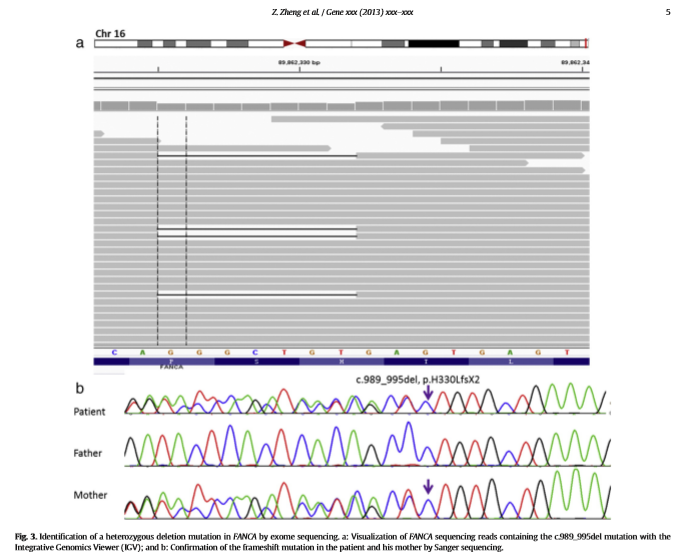 Z. Zheng et al. / Gene xxx (2013) xxx–xxx
5
a
Chr 16
89,862,330 bp
89,862,34
C A G G G C T G T G A G T G A G T
P S H T L
FANCA
b
c.989_995del, p.H330LfsX2
Patient
Father
Mother
Fig. 3. Identification of a heterozygous deletion mutation in FANCA by exome sequencing. a: Visualization of FANCA sequencing reads containing the c.989_995del mutation with the
Integrative Genomics Viewer (IGV); and b: Confirmation of the frameshift mutation in the patient and his mother by Sanger sequencing.